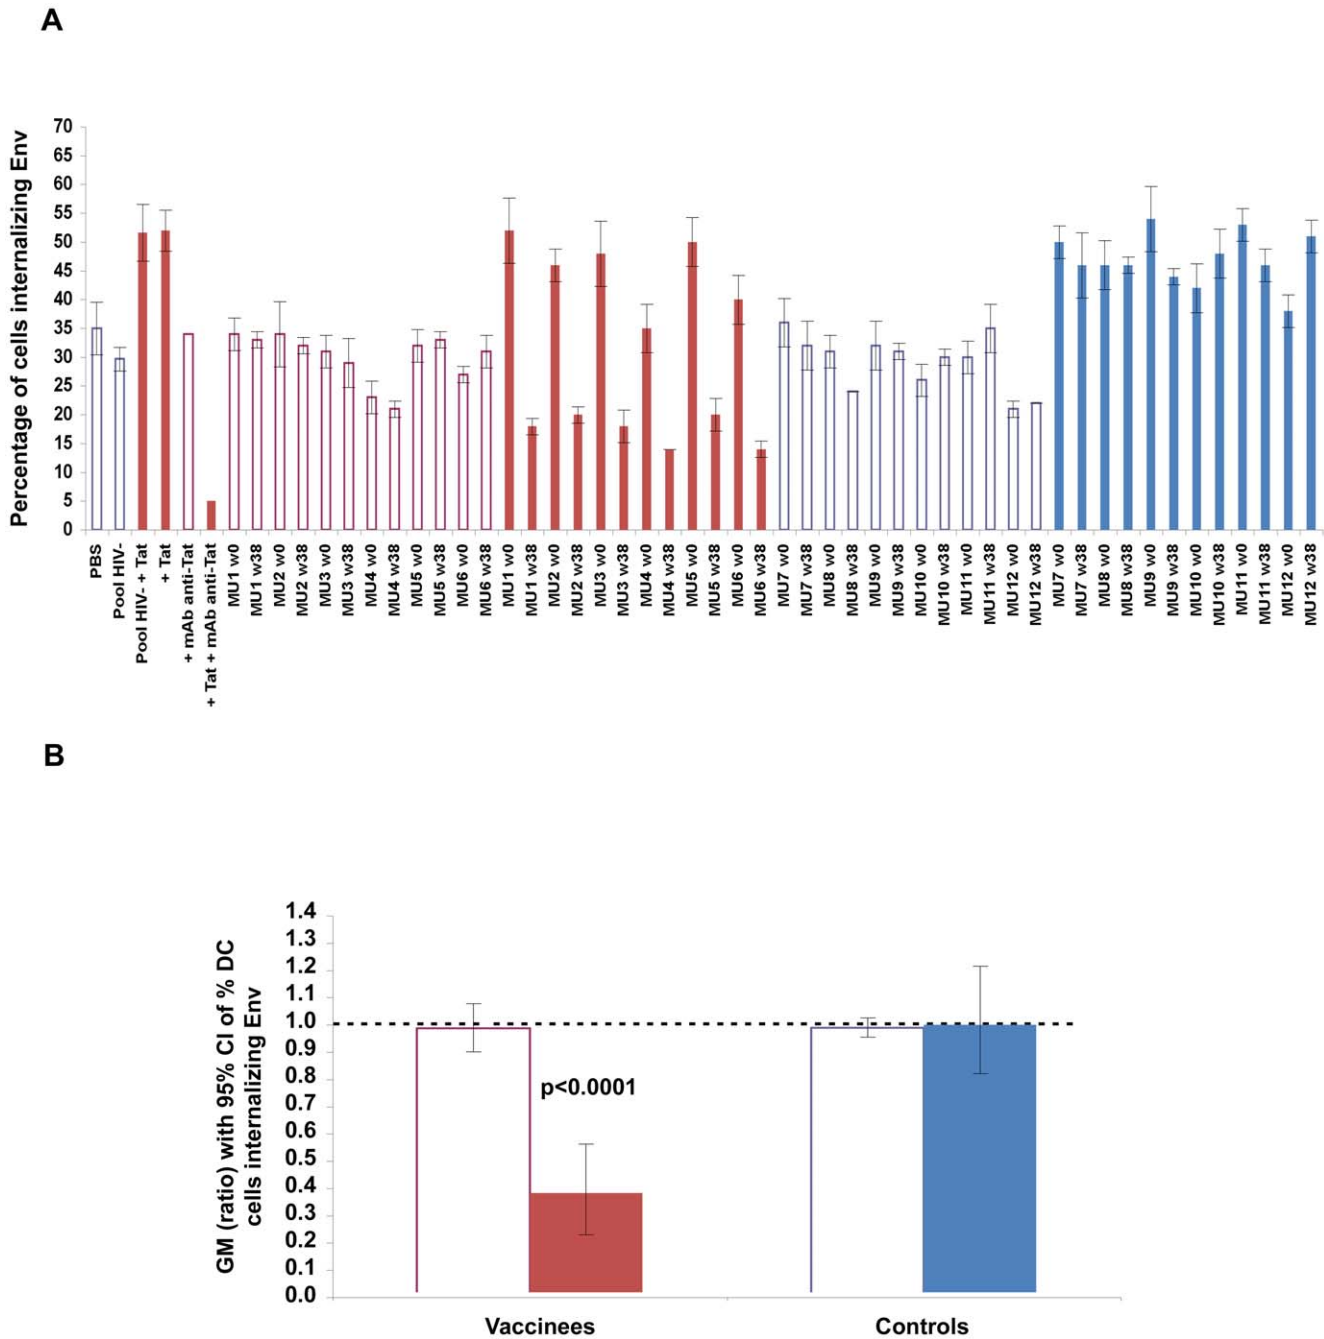 A
Percentage of cells internalizing Env
70
65
60
55
50
45
40
35
30
25
20
15
10
5
0
PBS
Pool HIV-
Pool HIV- + Tat
+ Tat
+ mAb anti-Tat
+ Tat + mAb anti-Tat
MU1 w0
MU1 w38
MU2 w0
MU2 w38
MU3 w0
MU3 w38
MU4 w0
MU4 w38
MU5 w0
MU5 w38
MU6 w0
MU6 w38
MU1 w0
MU1 w38
MU2 w0
MU2 w38
MU3 w0
MU3 w38
MU4 w0
MU4 w38
MU5 w0
MU5 w38
MU6 w0
MU6 w38
MU7 w0
MU7 w38
MU8 w0
MU8 w38
MU9 w0
MU9 w38
MU10 w0
MU10 w38
MU11 w0
MU11 w38
MU12 w0
MU12 w38
MU7 w0
MU7 w38
MU8 w0
MU8 w38
MU9 w0
MU9 w38
MU10 w0
MU10 w38
MU11 w0
MU11 w38
MU12 w0
MU12 w38
B
GM (ratio) with 95% CI of % DC
cells internalizing Env
1.4
1.3
1.2
1.1
1.0
0.9
0.8
0.7
0.6
0.5
0.4
0.3
0.2
0.1
0.0
p<0.0001
Vaccinees
Controls